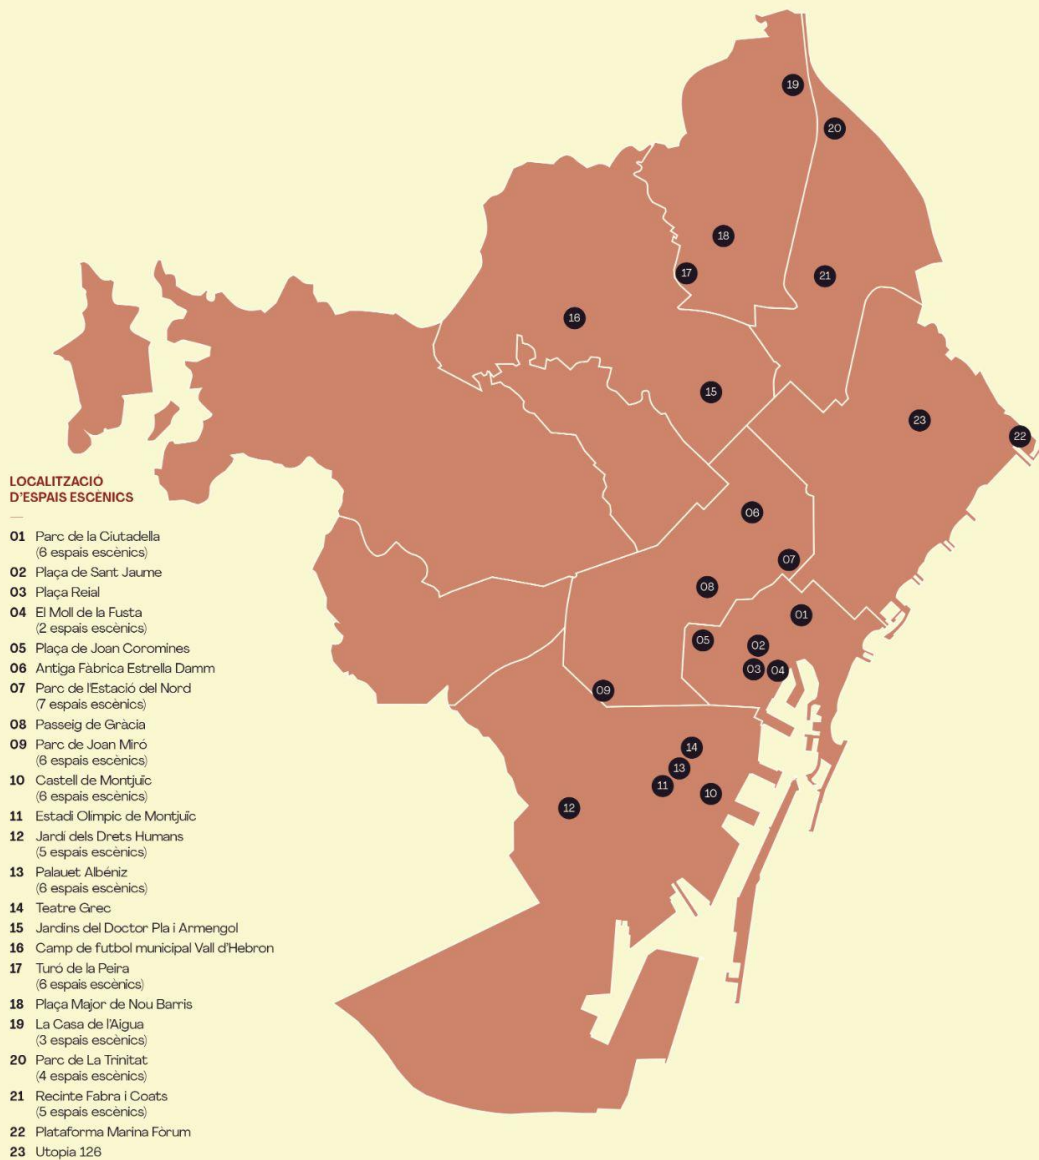 19
20
18
17
21
16
15
23
22
06
07
08
01
05
02
03
04
09
14
13
11
10
12
LOCALITZACIÓ
D'ESPAIS ESCÈNICS
01 Parc de la Ciutadella
(6 espais escènics)
02 Plaça de Sant Jaume
03 Plaça Reial
04 El Moll de la Fusta
(2 espais escènics)
05 Plaça de Joan Coromines
06 Antiga Fàbrica Estrella Damm
07 Parc de l'Estació del Nord
(7 espais escènics)
08 Passeig de Gràcia
09 Parc de Joan Miró
(6 espais escènics)
10 Castell de Montjuïc
(6 espais escènics)
11 Estadi Olímpic de Montjuïc
12 Jardí dels Drets Humans
(5 espais escènics)
13 Palauet Albéniz
(6 espais escènics)
14 Teatre Grec
15 Jardins del Doctor Pla i Armengol
16 Camp de futbol municipal Vall d'Hebron
17 Turó de la Peira
(6 espais escènics)
18 Plaça Major de Nou Barris
19 La Casa de l'Aigua
(3 espais escènics)
20 Parc de La Trinitat
(4 espais escènics)
21 Recinte Fabra i Coats
(5 espais escènics)
22 Plataforma Marina Fòrum
23 Utopia 126